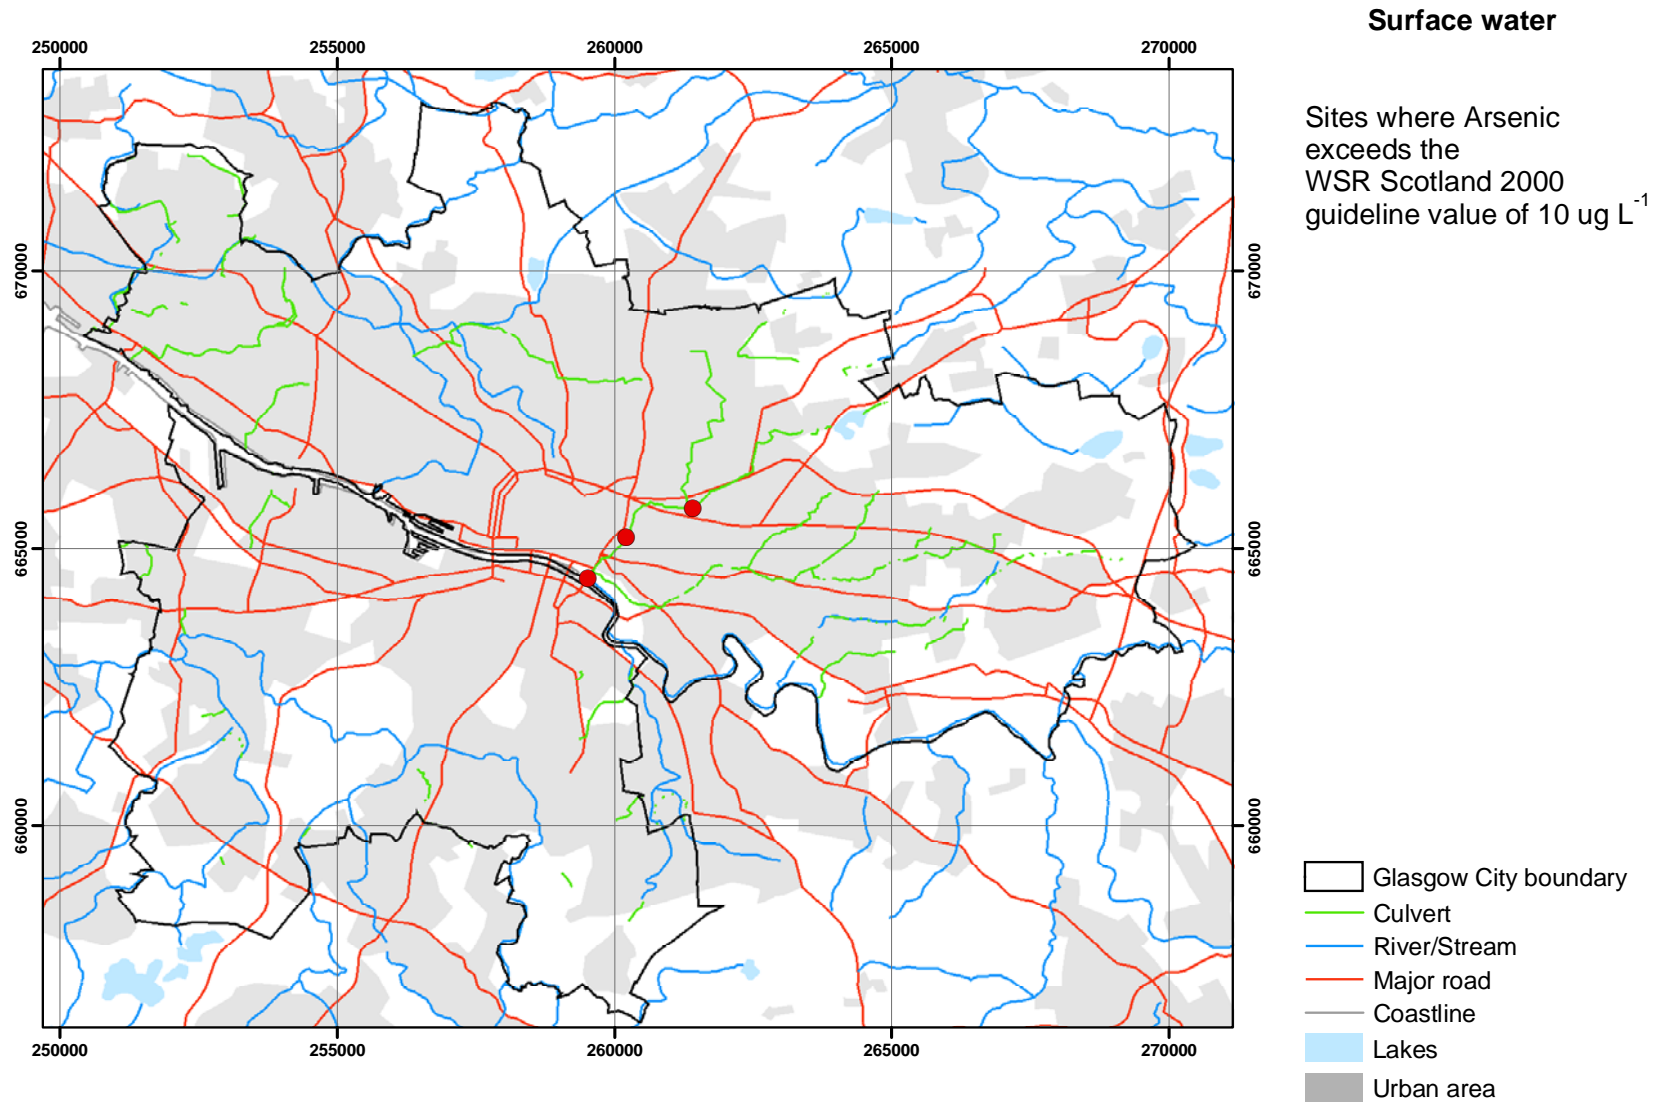 Surface water
Sites where Arsenic
exceeds the
WSR Scotland 2000
guideline value of 10 ug L-1
250000 255000 260000 265000 270000
670000 670000
665000 665000
660000 660000
250000 255000 260000 265000 270000
Glasgow City boundary
Culvert
River/Stream
Major road
Coastline
Lakes
Urban area